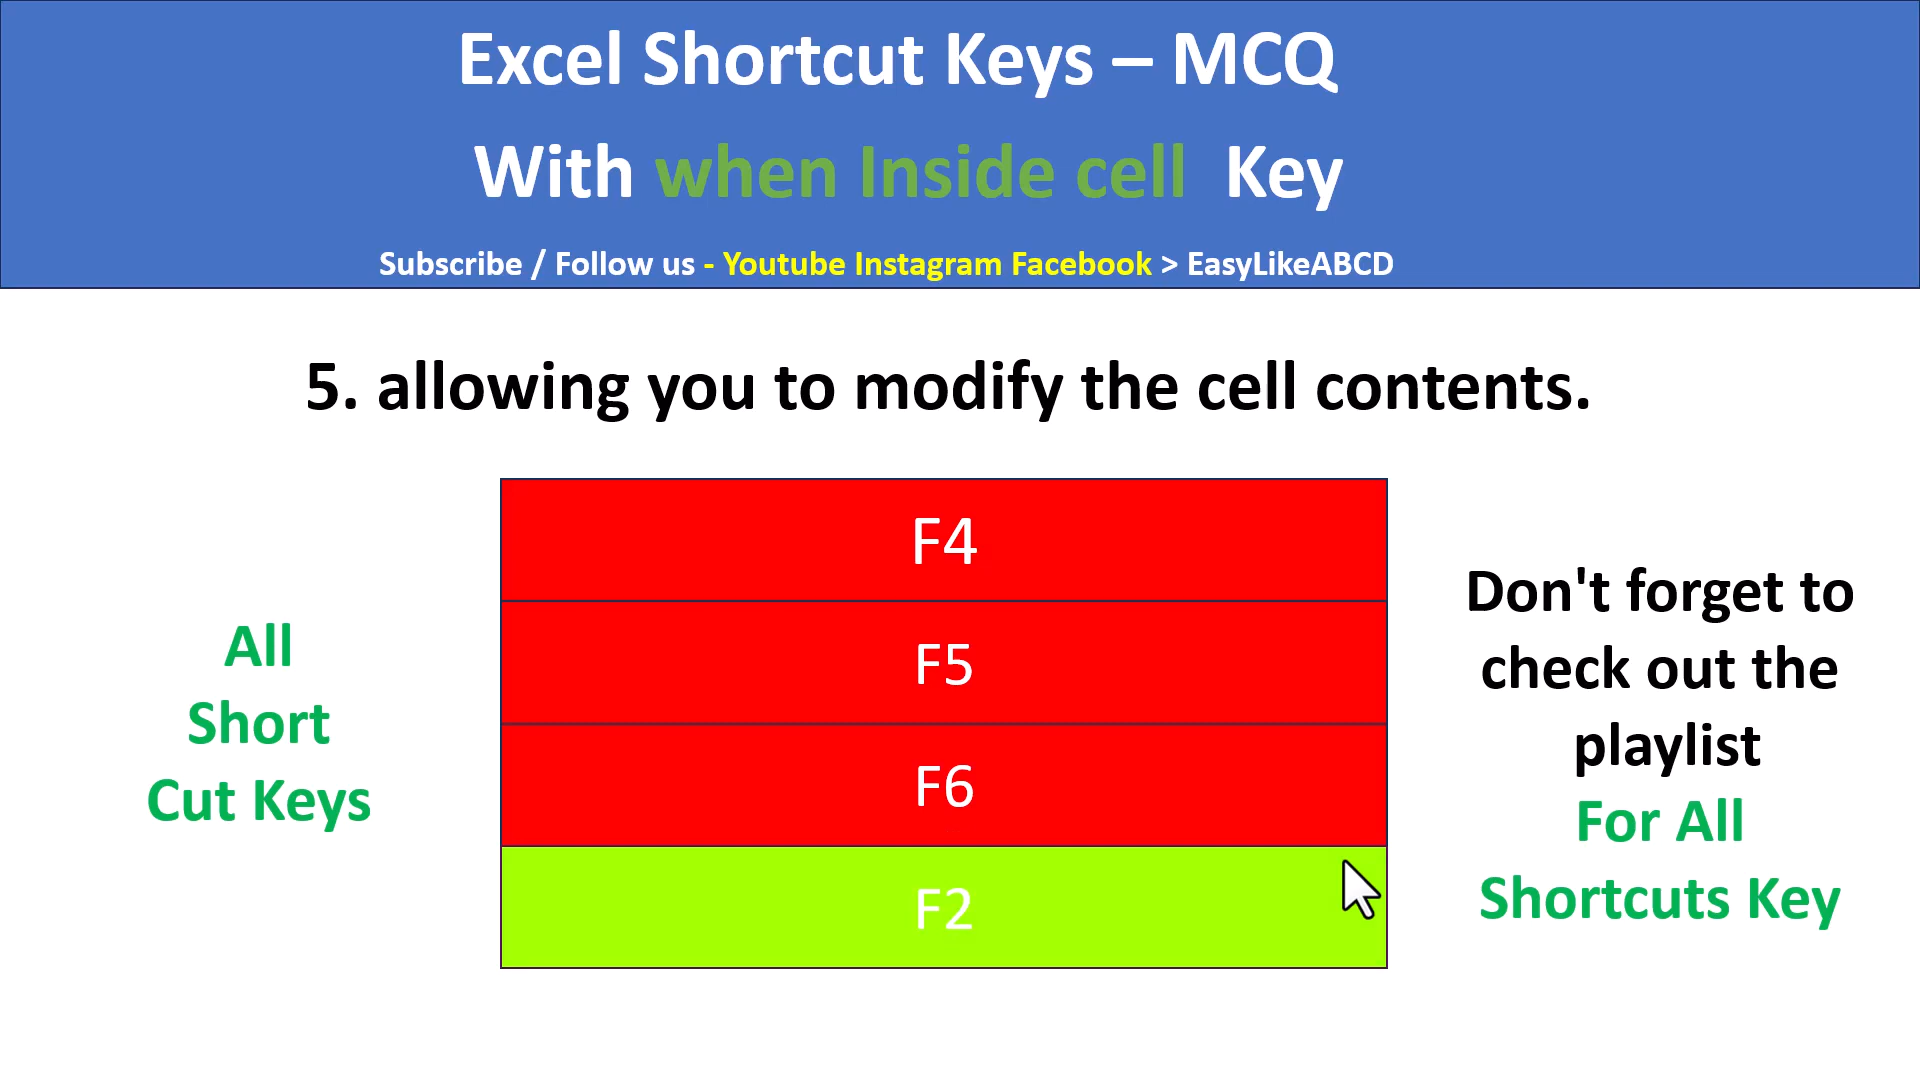 Excel Shortcut Keys – MCQ
With when Inside cell Key
Subscribe / Follow us - Youtube Instagram Facebook > EasyLikeABCD
5. allowing you to modify the cell contents.
F4
F5
F6
F2
All
Short
Cut Keys
Don't forget to
check out the
playlist
For All
Shortcuts Key